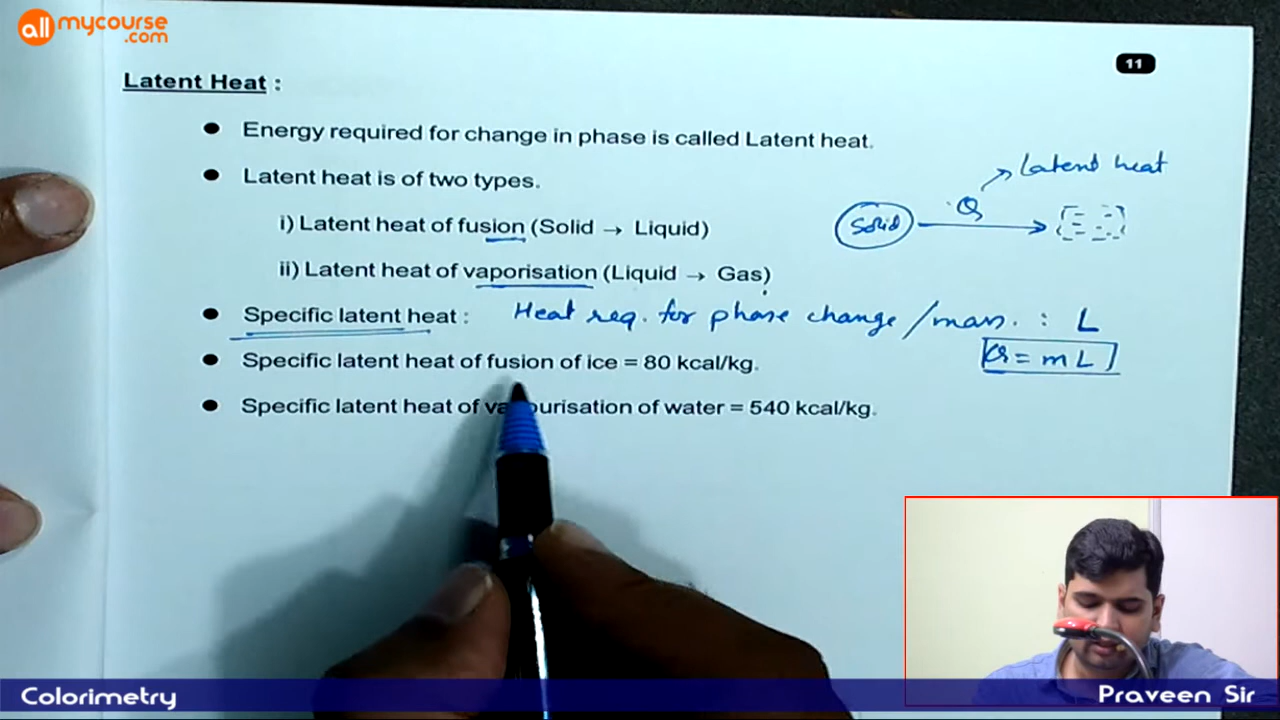 all mycourse
.com
11
Latent Heat :
● Energy required for change in phase is called Latent heat.
● Latent heat is of two types.
i) Latent heat of fusion (Solid → Liquid)
ii) Latent heat of vaporisation (Liquid → Gas)
Latent heat
Q
Solid
● Specific latent heat : Heat req. for phase change / mass. : L
Q = mL
● Specific latent heat of fusion of ice = 80 kcal/kg.
● Specific latent heat of vapourisation of water = 540 kcal/kg.
Colorimetry
Praveen Sir